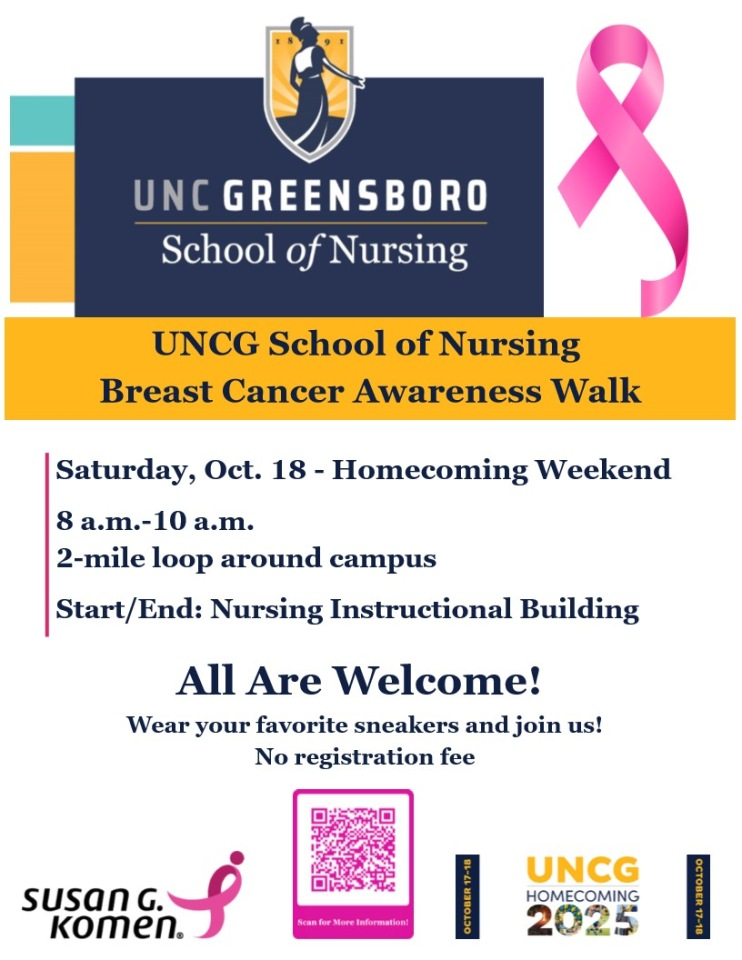 18 91
UNC GREENSBORO
School of Nursing
UNCG School of Nursing
Breast Cancer Awareness Walk
Saturday, Oct. 18 - Homecoming Weekend
8 a.m.-10 a.m.
2-mile loop around campus
Start/End: Nursing Instructional Building
All Are Welcome!
Wear your favorite sneakers and join us!
No registration fee
susan g.
komen®
Scan for More Information!
OCTOBER 17-18
UNCG
HOMECOMING
2025
OCTOBER 17-18